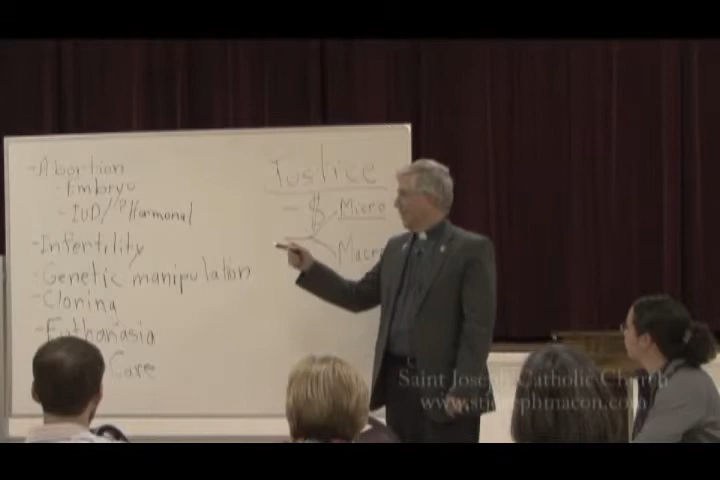 - Abortion
- Embryo
- IUD/?Hormonal
- Infertility
- Genetic manipulation
- Cloning
- Euthanasia
Care
Justice
- $
Micro
Macro
Saint Joseph Catholic Church
www.stjosephmacon.com